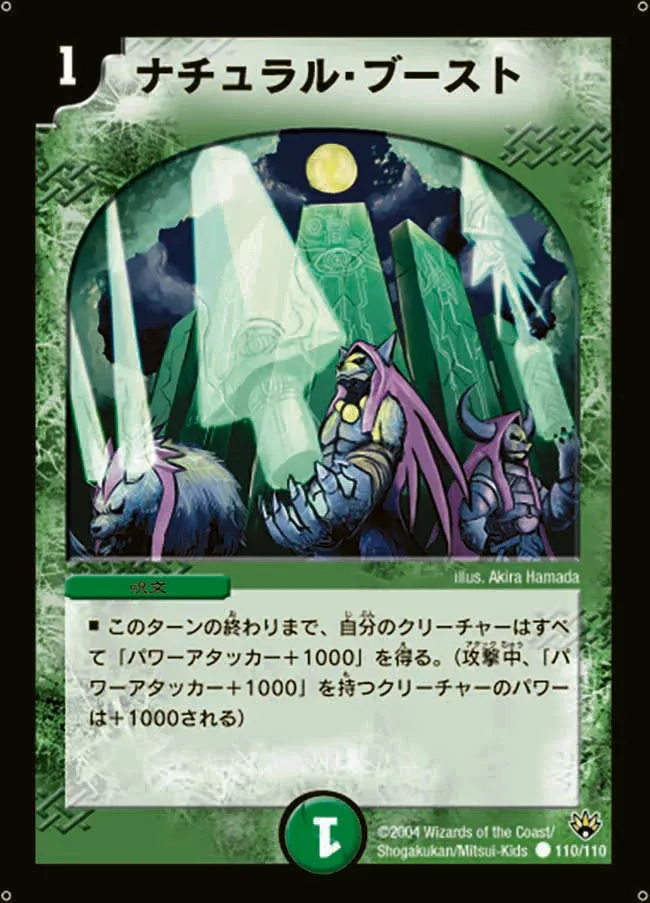 1
ナチュラル・ブースト
illus. Akira Hamada
呪文
■ このターンの終わりまで、自分のクリーチャーはすべ
て「パワーアタッカー+1000」を得る。(攻撃中、「パ
ワーアタッカー+1000」を持つクリーチャーのパワー
は+1000される)
1
©2004 Wizards of the Coast/
Shogakukan/Mitsui-Kids 110/110